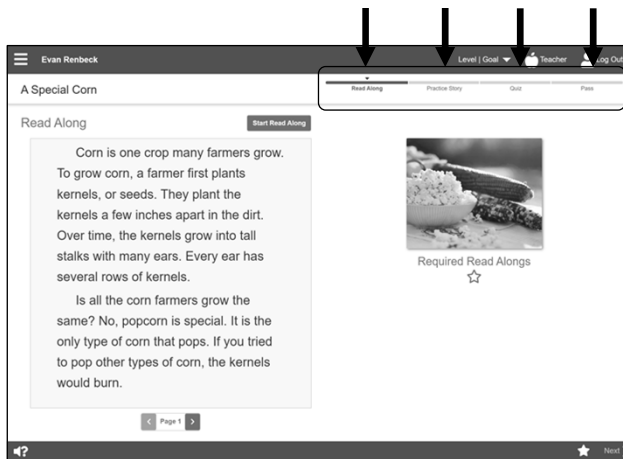 Evan Renbeck
Level | Goal
Teacher
Log Out
A Special Corn
Read Along
Practice Story
Quiz
Pass
Read Along
Start Read Along
Corn is one crop many farmers grow.
To grow corn, a farmer first plants
kernels, or seeds. They plant the
kernels a few inches apart in the dirt.
Over time, the kernels grow into tall
stalks with many ears. Every ear has
several rows of kernels.
Is all the corn farmers grow the
same? No, popcorn is special. It is the
only type of corn that pops. If you tried
to pop other types of corn, the kernels
would burn.
Required Read Alongs
Page 1
?
Next